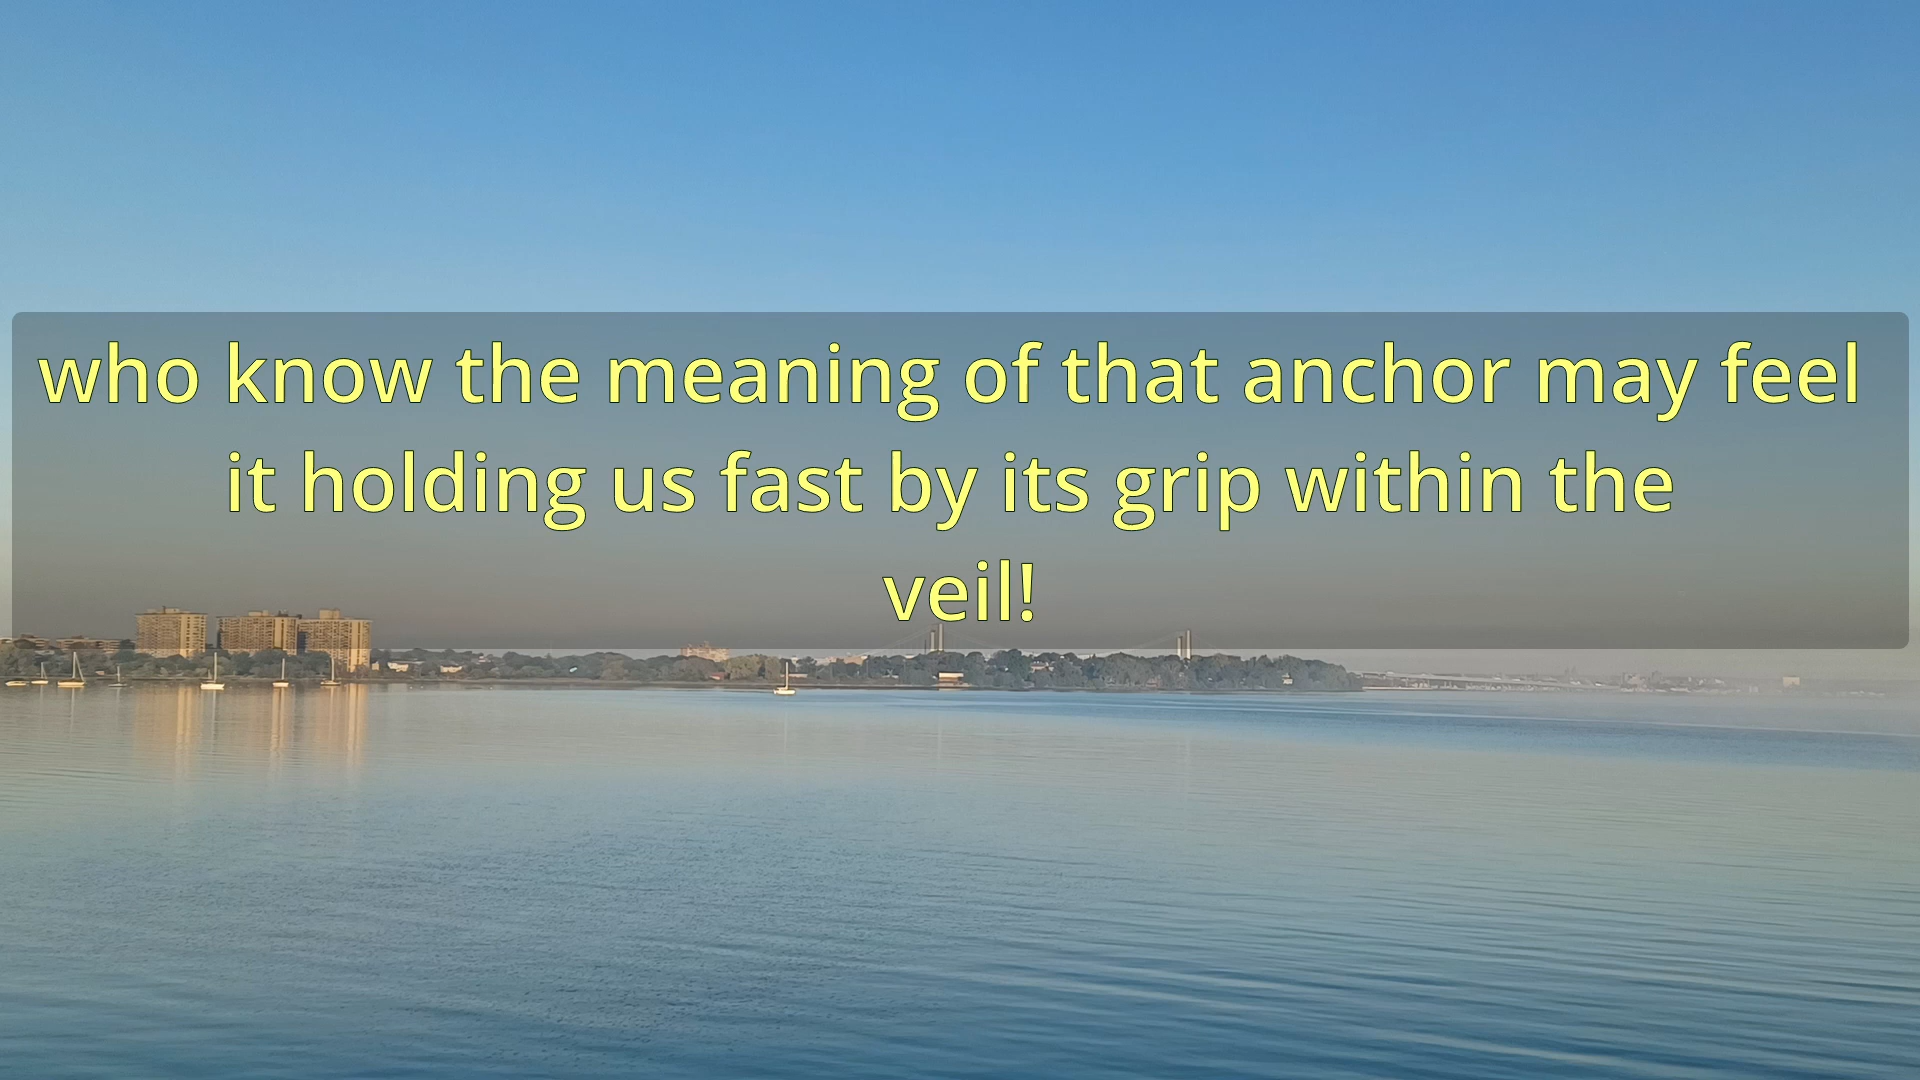 who know the meaning of that anchor may feel
it holding us fast by its grip within the
veil!